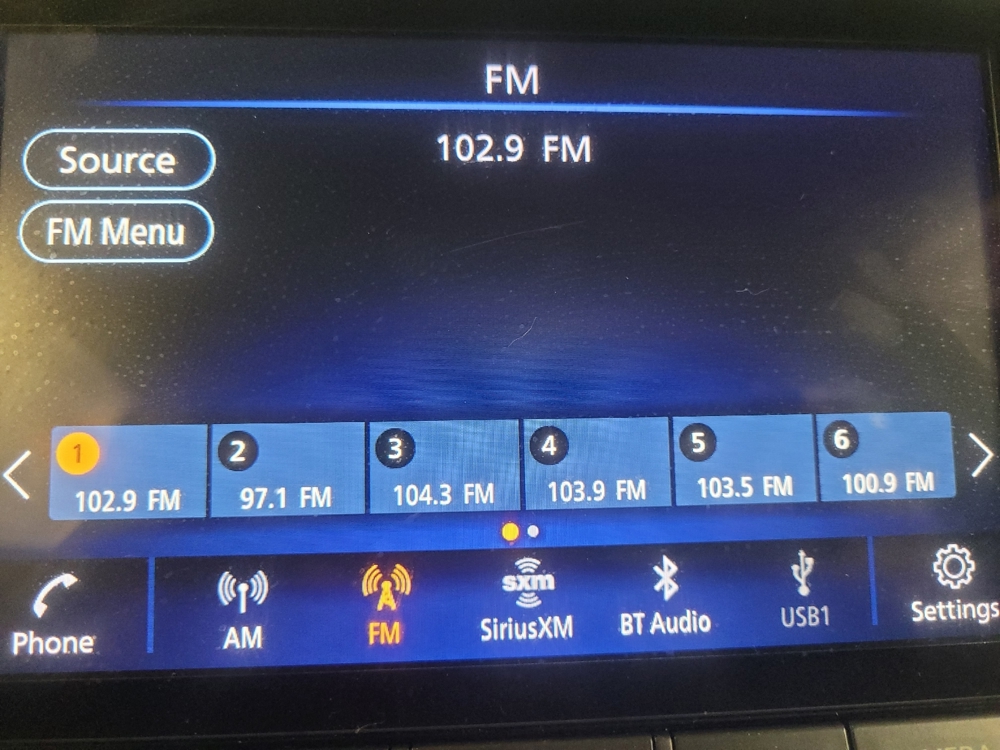 FM
102.9 FM
Source
FM Menu
1 2 3 4 5 6
102.9 FM 97.1 FM 104.3 FM 103.9 FM 103.5 FM 100.9 FM
sxm
Phone AM FM SiriusXM BT Audio USB1 Settings